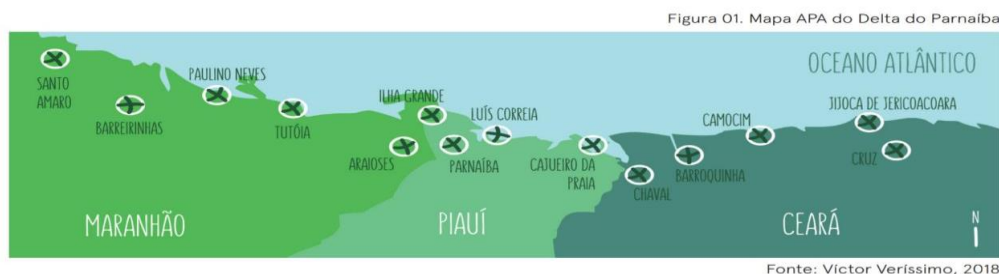 Figura 01. Mapa APA do Delta do Parnaíba
OCEANO ATLÂNTICO
SANTO
AMARO
BARREIRINHAS
PAULINO NEVES
TUTÓIA
ILHA GRANDE
ARAIOSES
PARNAÍBA
LUÍS CORREIA
CAJUEIRO DA
PRAIA
CHAVAL
BARROQUINHA
CAMOCIM
JIJOCA DE JERICOACOARA
CRUZ
MARANHÃO
PIAUÍ
CEARÁ
N
Fonte: Víctor Veríssimo, 2018